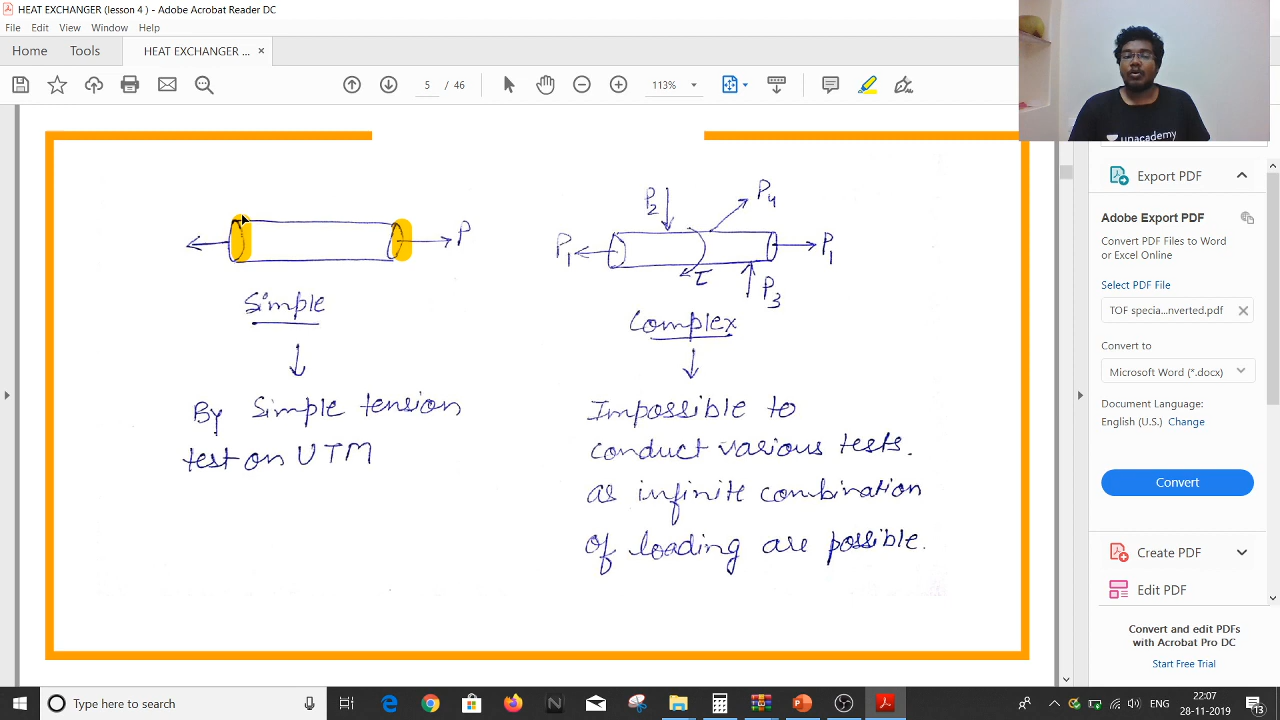 HEAT EXCHANGER (lesson 4 ) - Adobe Acrobat Reader DC
File Edit View Window Help
Home Tools HEAT EXCHANGER ... ×
5 / 46 113%
unacademy
P
Simple
By Simple tension
test on UTM
P2 P4
P1 P1
τ P3
Complex
Impossible to
conduct various tests.
as infinite combination
of loading are possible.
Export PDF
Adobe Export PDF
Convert PDF Files to Word
or Excel Online
Select PDF File
TOF specia...nverted.pdf
Convert to
Microsoft Word (*.docx)
Document Language:
English (U.S.) Change
Convert
Create PDF
Edit PDF
Convert and edit PDFs
with Acrobat Pro DC
Start Free Trial
Type here to search
ENG
22:07
28-11-2019
13